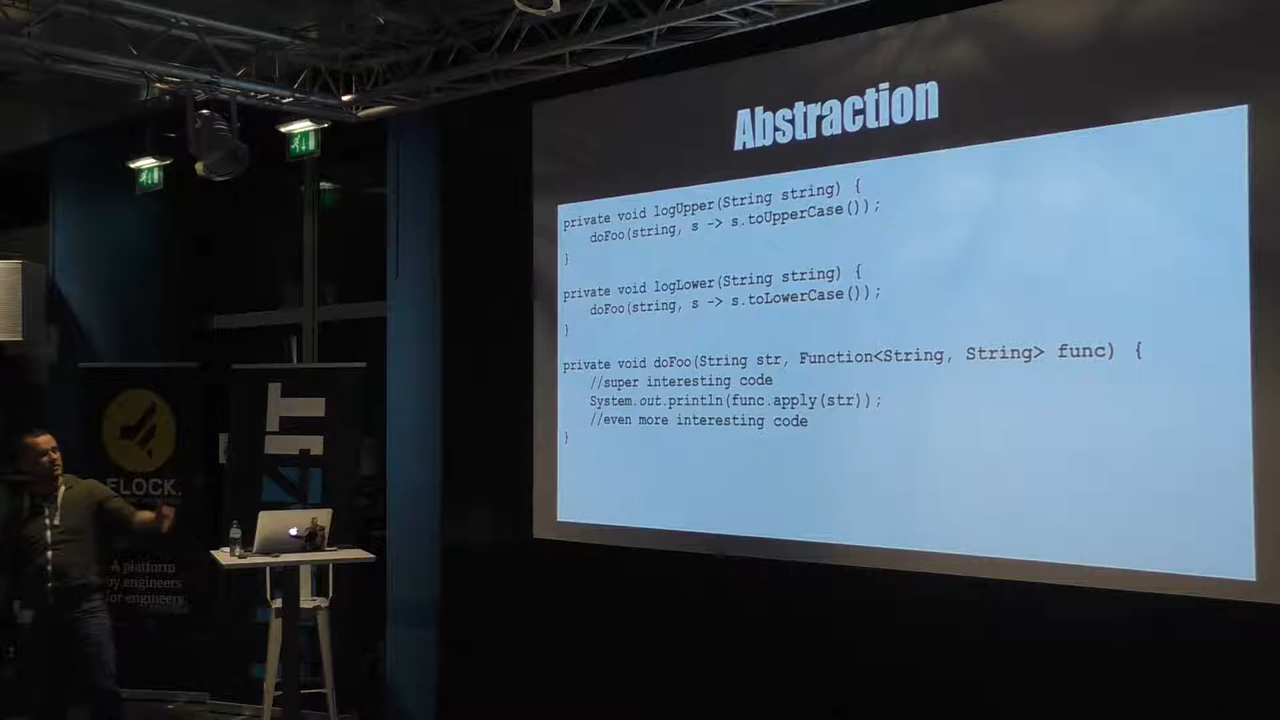 Abstraction
private void logUpper(String string) {
doFoo(string, s -> s.toUpperCase());
}
private void logLower(String string) {
doFoo(string, s -> s.toLowerCase());
}
private void doFoo(String str, Function<String, String> func) {
//super interesting code
System.out.println(func.apply(str));
//even more interesting code
}
FLOCK.
A platform
by engineers
for engineers.